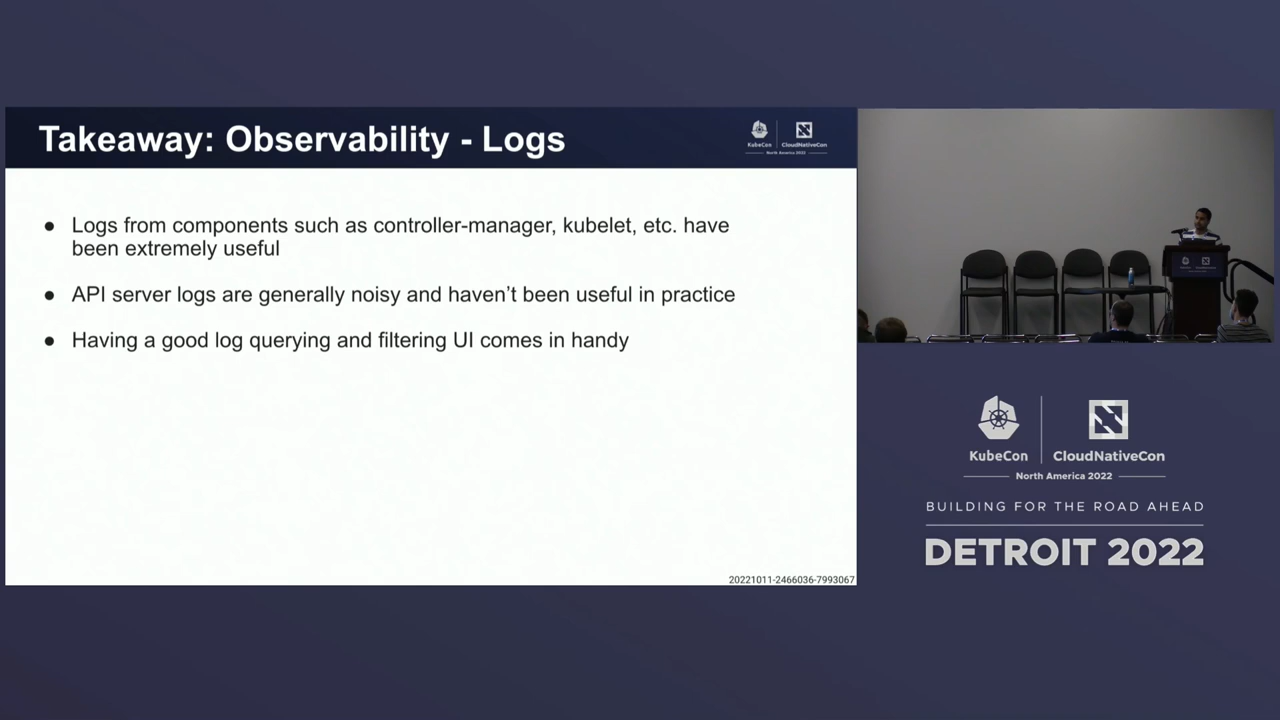 Takeaway: Observability - Logs
KubeCon
CloudNativeCon
North America 2022
● Logs from components such as controller-manager, kubelet, etc. have
been extremely useful
● API server logs are generally noisy and haven't been useful in practice
● Having a good log querying and filtering UI comes in handy
20221011-2466036-7993067
KubeCon
CloudNativeCon
North America 2022
BUILDING FOR THE ROAD AHEAD
DETROIT 2022